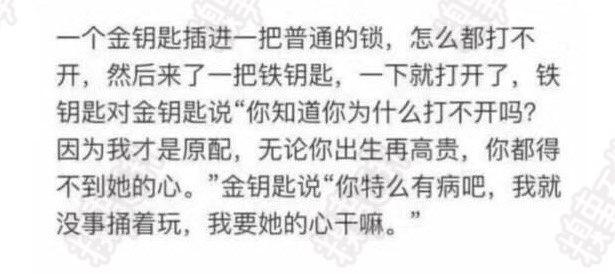 一个金钥匙插进一把普通的锁，怎么都打不
开，然后来了一把铁钥匙，一下就打开了，铁
钥匙对金钥匙说“你知道你为什么打不开吗？
因为我才是原配，无论你出生再高贵，你都得
不到她的心。”金钥匙说“你特么有病吧，我就
没事捅着玩，我要她的心干嘛。”